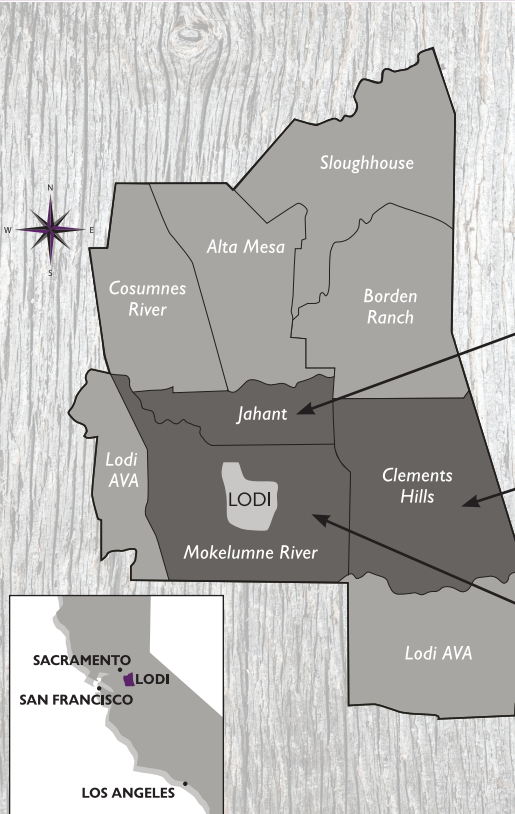 Sloughhouse
N
W
E
S
Alta Mesa
Cosumnes
River
Borden
Ranch
Jahant
Lodi
AVA
Clements
Hills
LODI
Mokelumne River
Lodi AVA
SACRAMENTO
LODI
SAN FRANCISCO
LOS ANGELES